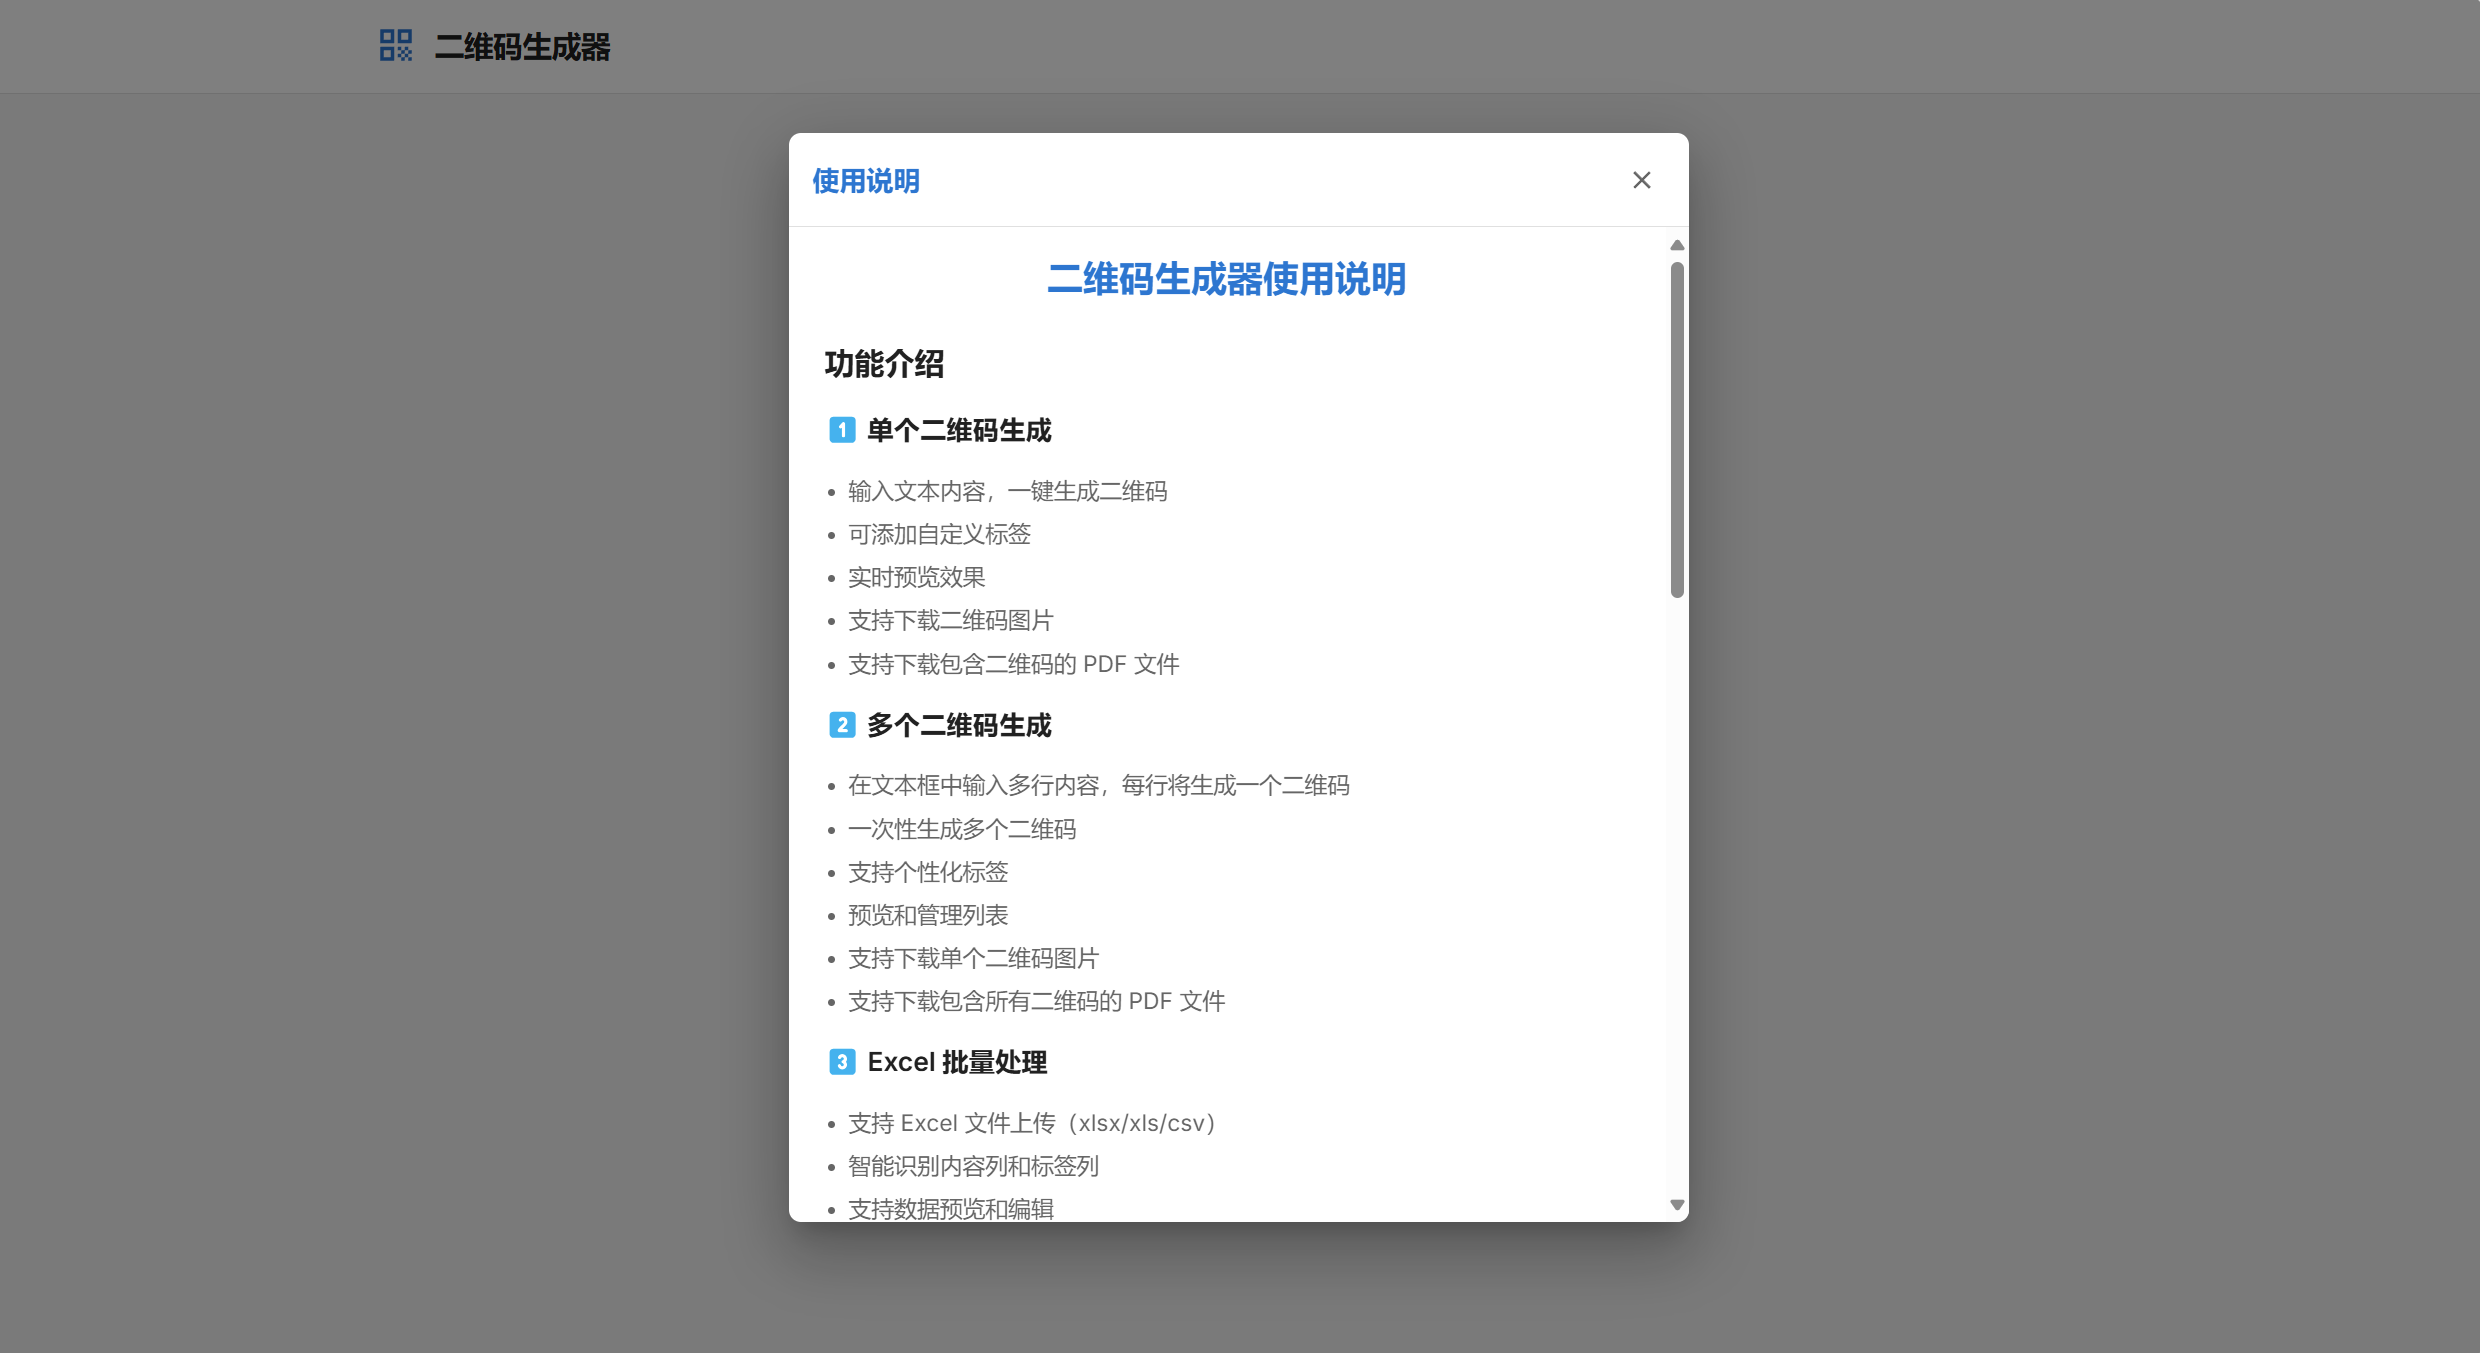 二维码生成器
使用说明
二维码生成器使用说明
功能介绍
1 单个二维码生成
• 输入文本内容，一键生成二维码
• 可添加自定义标签
• 实时预览效果
• 支持下载二维码图片
• 支持下载包含二维码的 PDF 文件
2 多个二维码生成
• 在文本框中输入多行内容，每行将生成一个二维码
• 一次性生成多个二维码
• 支持个性化标签
• 预览和管理列表
• 支持下载单个二维码图片
• 支持下载包含所有二维码的 PDF 文件
3 Excel 批量处理
• 支持 Excel 文件上传（xlsx/xls/csv）
• 智能识别内容列和标签列
• 支持数据预览和编辑